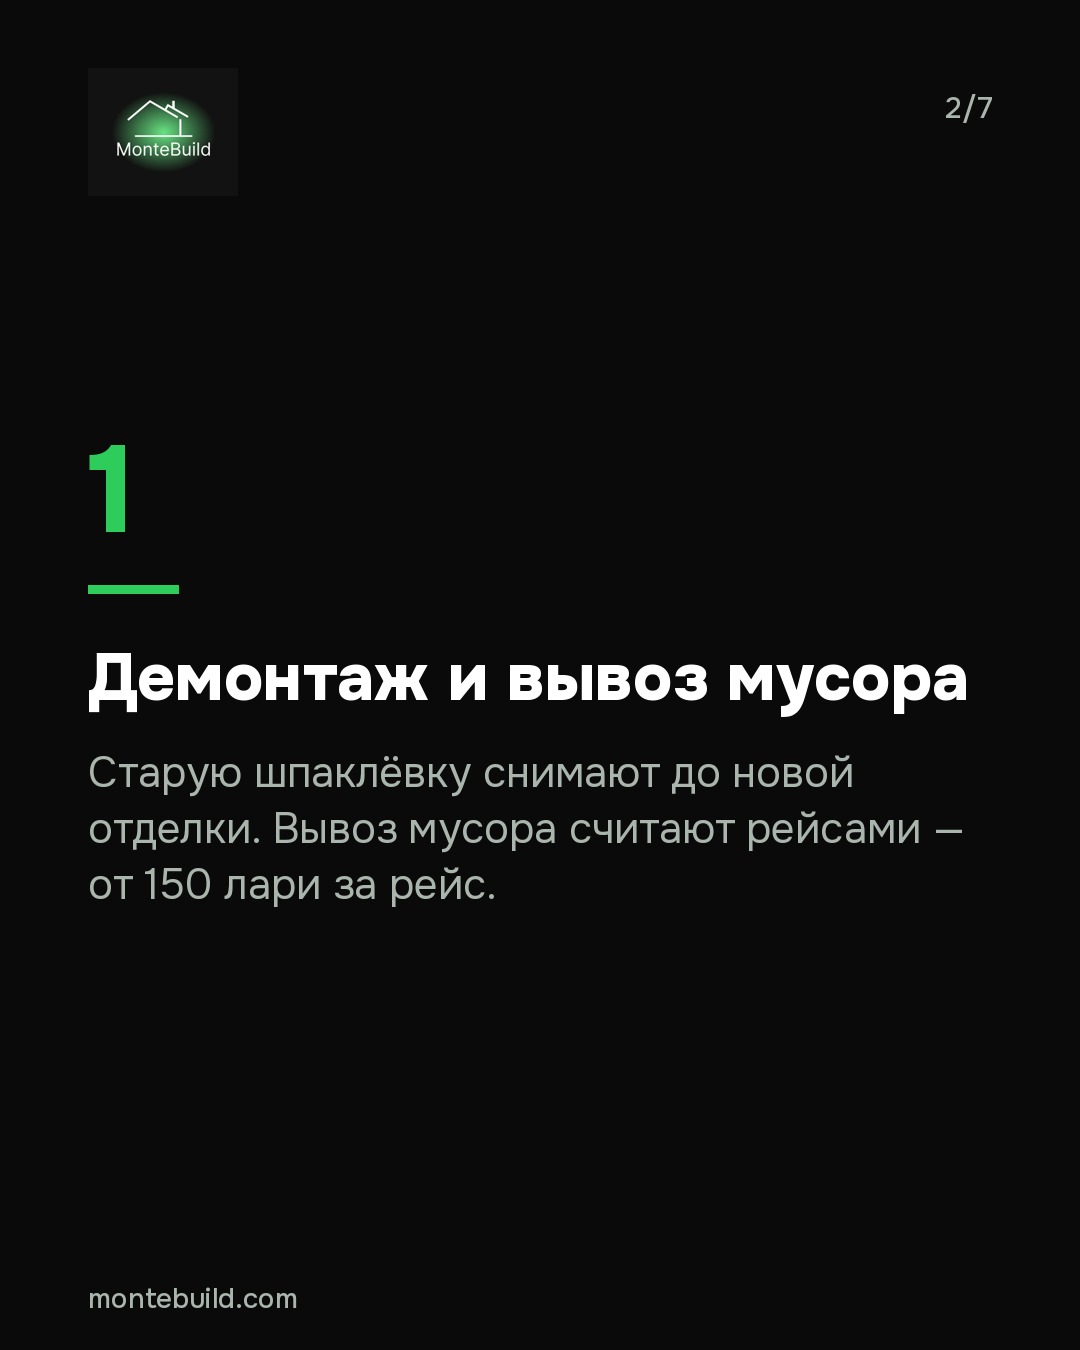 MonteBuild
2/7
1
Демонтаж и вывоз мусора
Старую шпаклёвку снимают до новой
отделки. Вывоз мусора считают рейсами —
от 150 лари за рейс.
montebuild.com